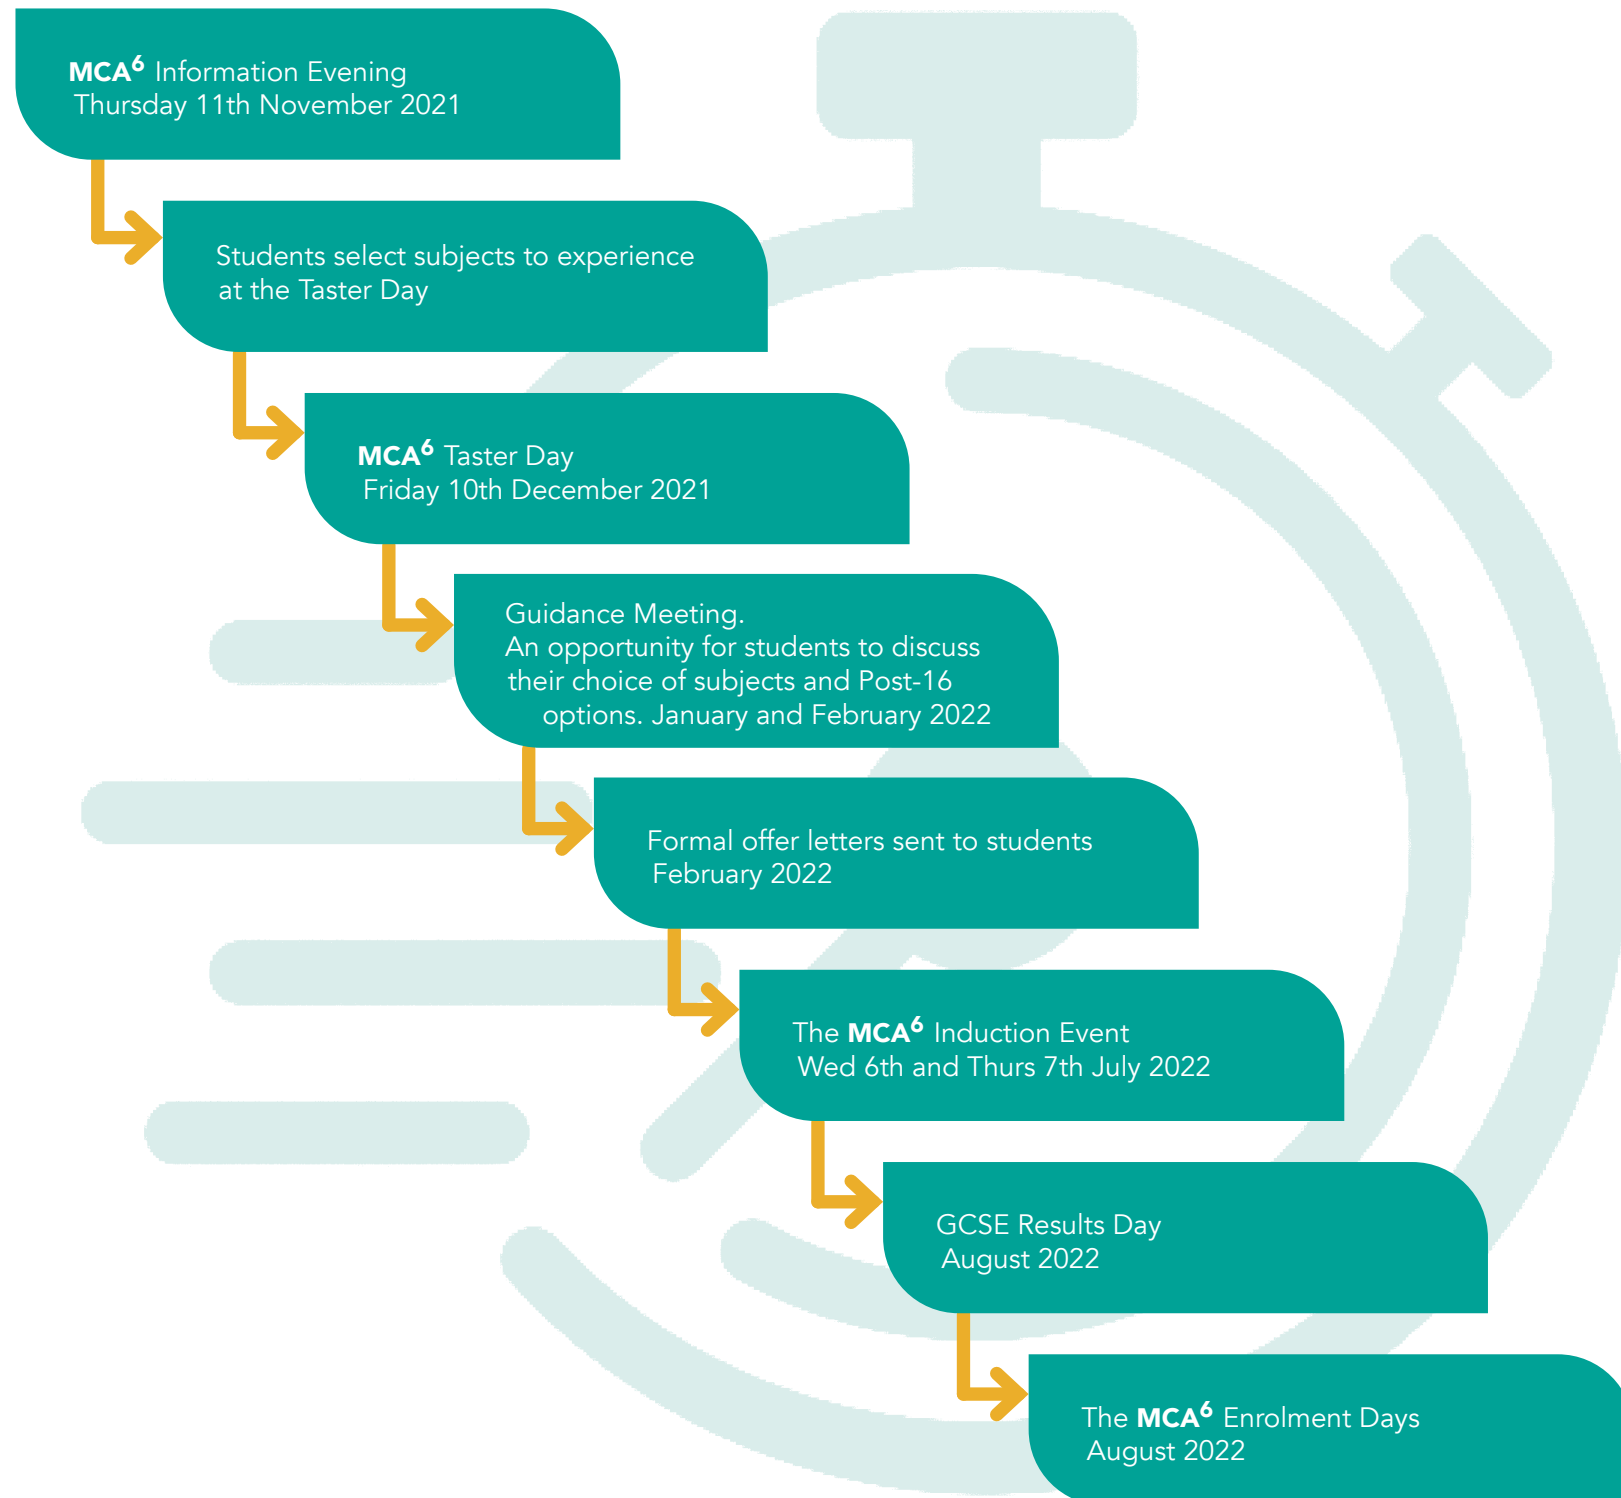 MCA⁶ Information Evening
Thursday 11th November 2021
Students select subjects to experience
at the Taster Day
MCA⁶ Taster Day
Friday 10th December 2021
Guidance Meeting.
An opportunity for students to discuss
their choice of subjects and Post-16
options. January and February 2022
Formal offer letters sent to students
February 2022
The MCA⁶ Induction Event
Wed 6th and Thurs 7th July 2022
GCSE Results Day
August 2022
The MCA⁶ Enrolment Days
August 2022